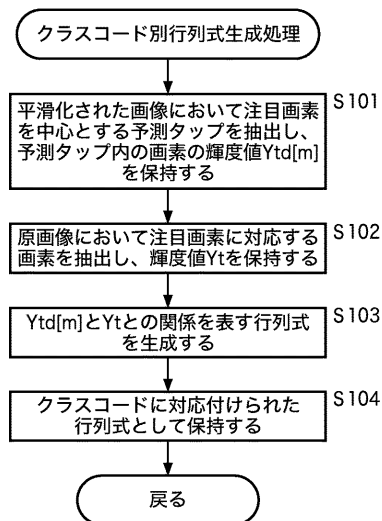 クラスコード別行列式生成処理
S101
平滑化された画像において注目画素
を中心とする予測タップを抽出し、
予測タップ内の画素の輝度値Ytd[m]
を保持する
S102
原画像において注目画素に対応する
画素を抽出し、輝度値Ytを保持する
S103
Ytd[m]とYtとの関係を表す行列式
を生成する
S104
クラスコードに対応付けられた
行列式として保持する
戻る